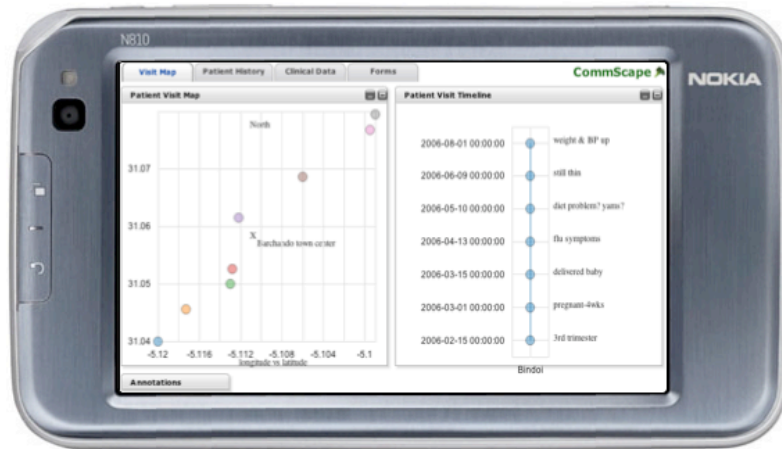 N810
NOKIA
Visit Map
Patient History
Clinical Data
Forms
CommScape
Patient Visit Map
North
31.07
31.06
X
31.05
31.04
-5.12
-5.116
-5.112
-5.108
-5.104
-5.1
longitude vs latitude
Patient Visit Timeline
2006-08-01 00:00:00 weight & BP up
2006-06-09 00:00:00 still thin
2006-05-10 00:00:00 diet problem? yams?
2006-04-13 00:00:00 flu symptoms
2006-03-15 00:00:00 delivered baby
2006-03-01 00:00:00 pregnant-4wks
2006-02-15 00:00:00 3rd trimester
Bindoi
town center
Annotations